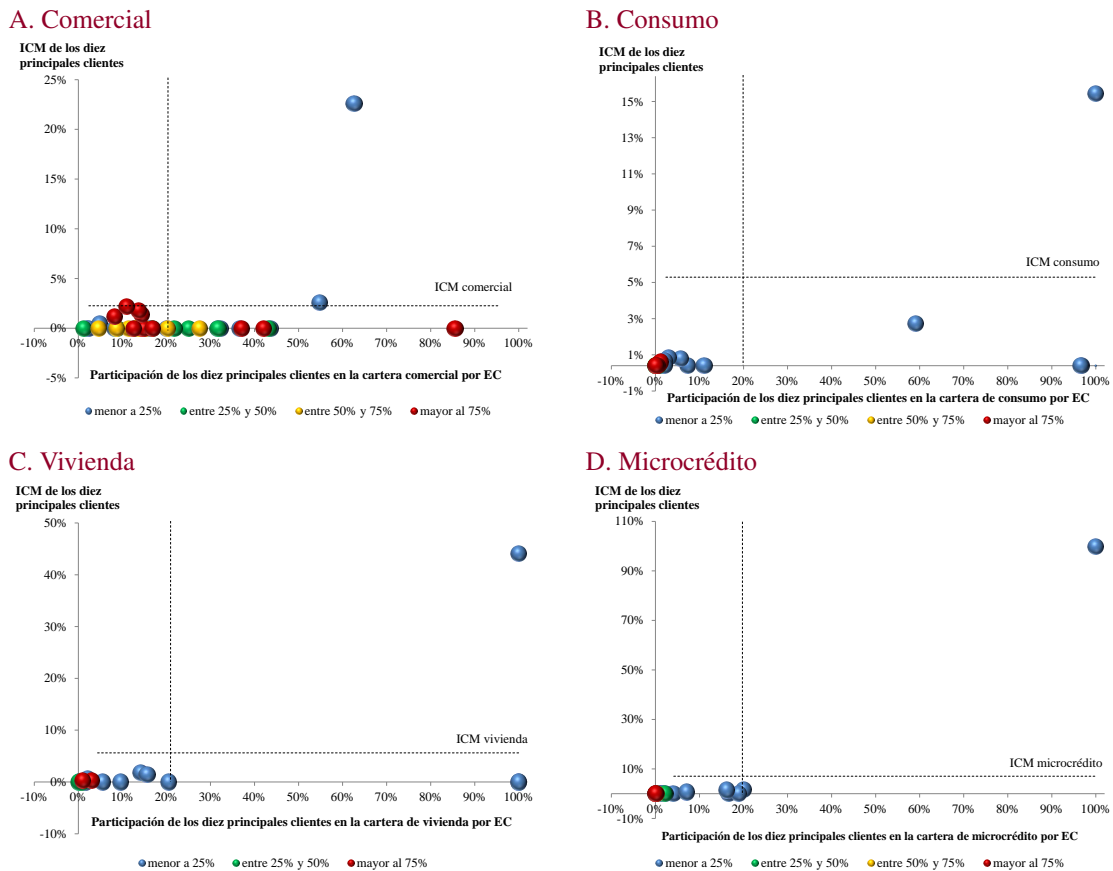 A. Comercial
ICM de los diez
principales clientes
25%
20%
15%
10%
5%
0%
-5%
ICM comercial
-10% 0% 10% 20% 30% 40% 50% 60% 70% 80% 90% 100%
Participación de los diez principales clientes en la cartera comercial por EC
menor a 25% entre 25% y 50% entre 50% y 75% mayor al 75%
B. Consumo
ICM de los diez
principales clientes
15%
13%
11%
9%
7%
5%
3%
1%
-1%
ICM consumo
-10% 0% 10% 20% 30% 40% 50% 60% 70% 80% 90% 100%
Participación de los diez principales clientes en la cartera de consumo por EC
menor a 25% entre 25% y 50% entre 50% y 75% mayor al 75%
C. Vivienda
ICM de los diez
principales clientes
50%
40%
30%
20%
10%
0%
-10%
ICM vivienda
-10% 0% 10% 20% 30% 40% 50% 60% 70% 80% 90% 100%
Participación de los diez principales clientes en la cartera de vivienda por EC
menor a 25% entre 25% y 50% mayor al 75%
D. Microcrédito
ICM de los diez
principales clientes
110%
90%
70%
50%
30%
10%
-10%
ICM microcrédito
-10% 0% 10% 20% 30% 40% 50% 60% 70% 80% 90% 100%
Participación de los diez principales clientes en la cartera de microcrédito por EC
menor a 25% entre 25% y 50% entre 50% y 75% mayor al 75%